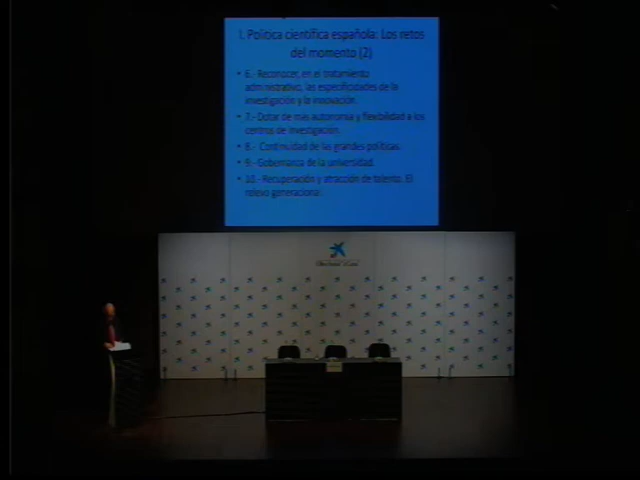 1. Política científica española: Los retos
del momento (2)
• 6.- Reconocer, en el tratamiento
administrativo, las especificidades de la
investigación y la innovación.
• 7.- Dotar de más autonomía y flexibilidad a los
centros de investigación.
• 8.- Continuidad de las grandes políticas.
• 9.- Gobernanza de la universidad.
• 10.- Recuperación y atracción de talento. El
relevo generacional.